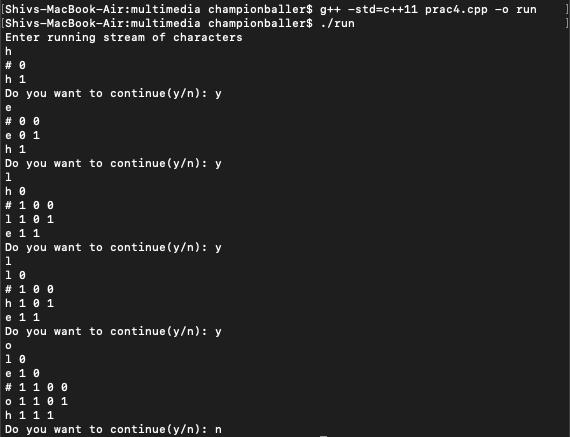 [Shivs-MacBook-Air:multimedia championballer$ g++ -std=c++11 prac4.cpp -o run ]
[Shivs-MacBook-Air:multimedia championballer$ ./run ]
Enter running stream of characters
h
# 0
h 1
Do you want to continue(y/n): y
e
# 0 0
e 0 1
h 1
Do you want to continue(y/n): y
l
h 0
# 1 0 0
l 1 0 1
e 1 1
Do you want to continue(y/n): y
l
l 0
# 1 0 0
h 1 0 1
e 1 1
Do you want to continue(y/n): y
o
l 0
e 1 0
# 1 1 0 0
o 1 1 0 1
h 1 1 1
Do you want to continue(y/n): n